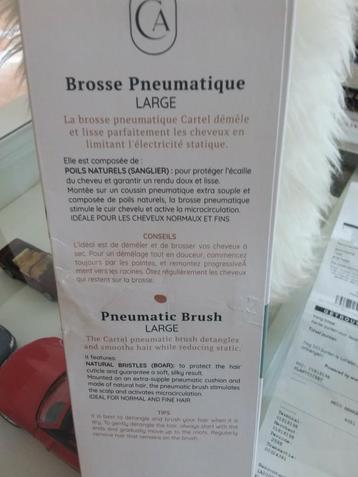 CA
Brosse Pneumatique
LARGE
La brosse pneumatique Cartel démêle
et lisse parfaitement les cheveux en
limitant l'électricité statique.
Elle est composée de :
POILS NATURELS (SANGLIER) : pour protéger l'écaille
du cheveu et garantir un rendu doux et lisse.
Montée sur un coussin pneumatique extra souple et
composée de poils naturels, la brosse pneumatique
stimule le cuir chevelu et active la microcirculation.
IDÉALE POUR LES CHEVEUX NORMAUX ET FINS
CONSEILS
L'idéal est de démêler et de brosser vos cheveux à
sec. Pour un démêlage tout en douceur, commencez
toujours par les pointes, et remontez progressiveÂ
ment vers les racines. Ôtez régulièrement les cheveux
qui restent sur la brosse.
Pneumatic Brush
LARGE
The Cartel pneumatic brush detangles
and smooths hair while reducing static.
It features:
NATURAL BRISTLES (BOAR): to protect the hair
cuticle and guarantee a soft, silky result.
Mounted on an extra-supple pneumatic cushion and
made of natural hair, the pneumatic brush stimulates
the scalp and activates microcirculation.
IDEAL FOR NORMAL AND FINE HAIR
TIPS
It is best to detangle and brush your hair when it is
dry. To gently detangle the hair, always start with the
ends and gradually move up to the roots. Regularly
remove hair that remains on the brush.